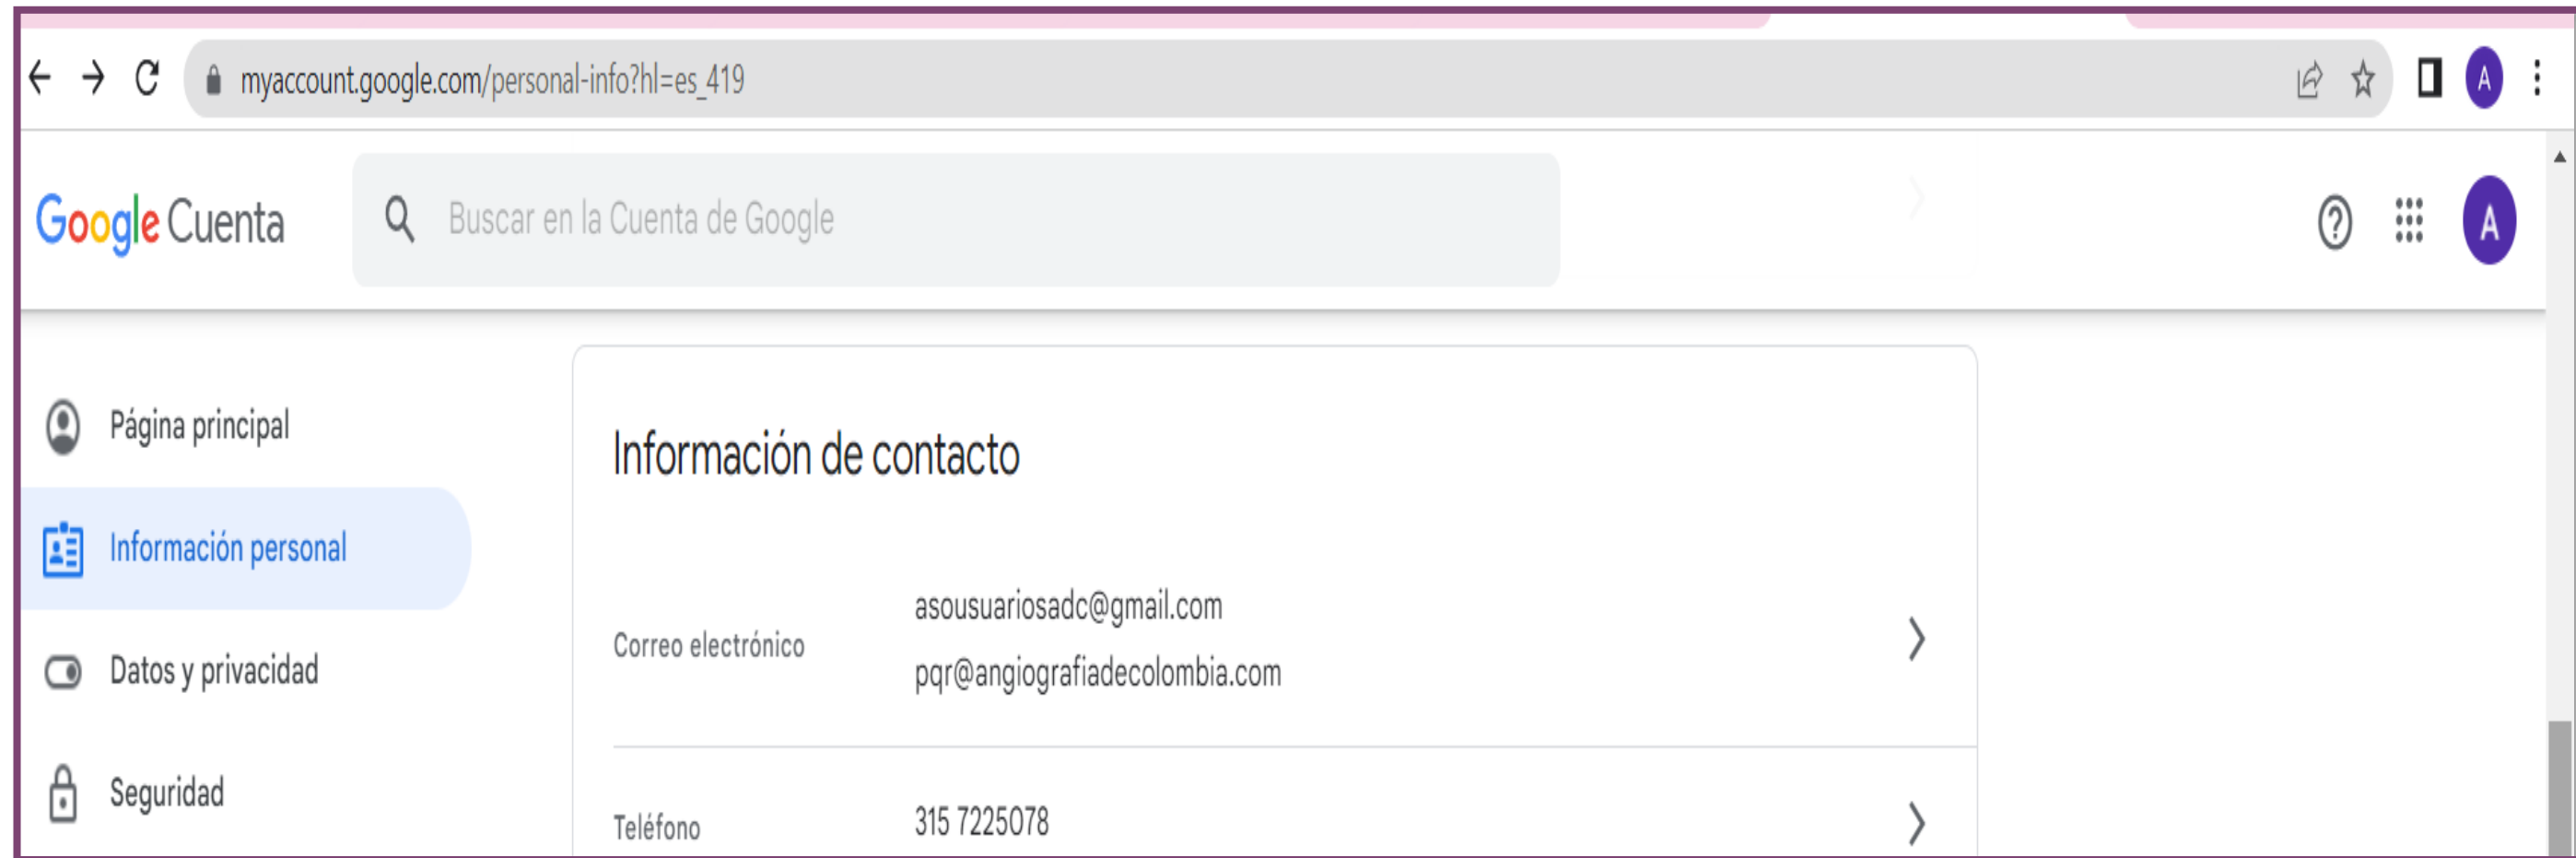 myaccount.google.com/personal-info?hl=es_419
A
Google Cuenta
Buscar en la Cuenta de Google
A
Página principal
Información personal
Datos y privacidad
Seguridad
Información de contacto
Correo electrónico
asousuariosadc@gmail.com
pqr@angiografiadecolombia.com
Teléfono
315 7225078